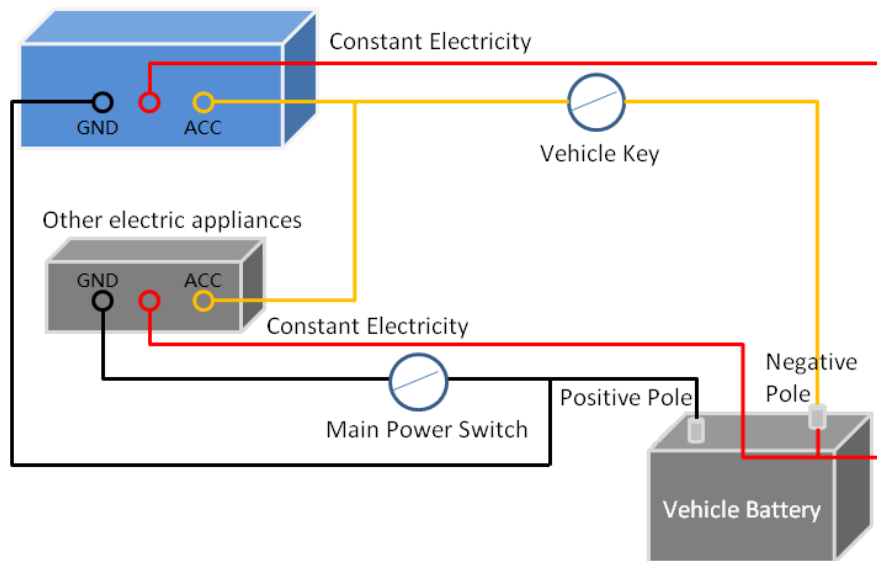 Constant Electricity
GND
ACC
Vehicle Key
Other electric appliances
GND
ACC
Constant Electricity
Negative
Pole
Positive Pole
Main Power Switch
Vehicle Battery